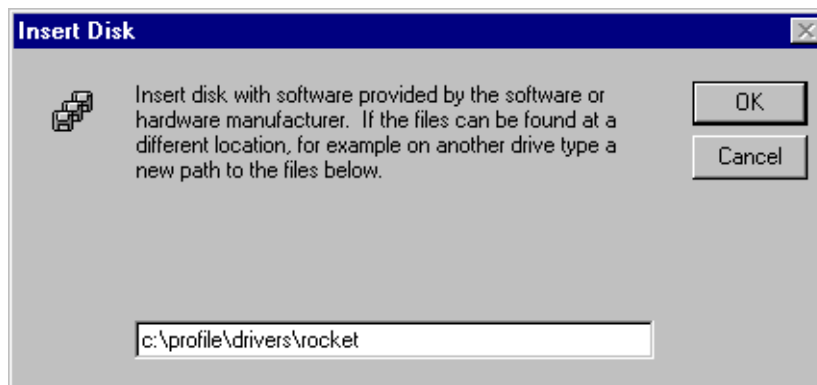 Insert Disk
Insert disk with software provided by the software or
hardware manufacturer.  If the files can be found at a
different location, for example on another drive type a
new path to the files below.
OK
Cancel
c:\profile\drivers\rocket